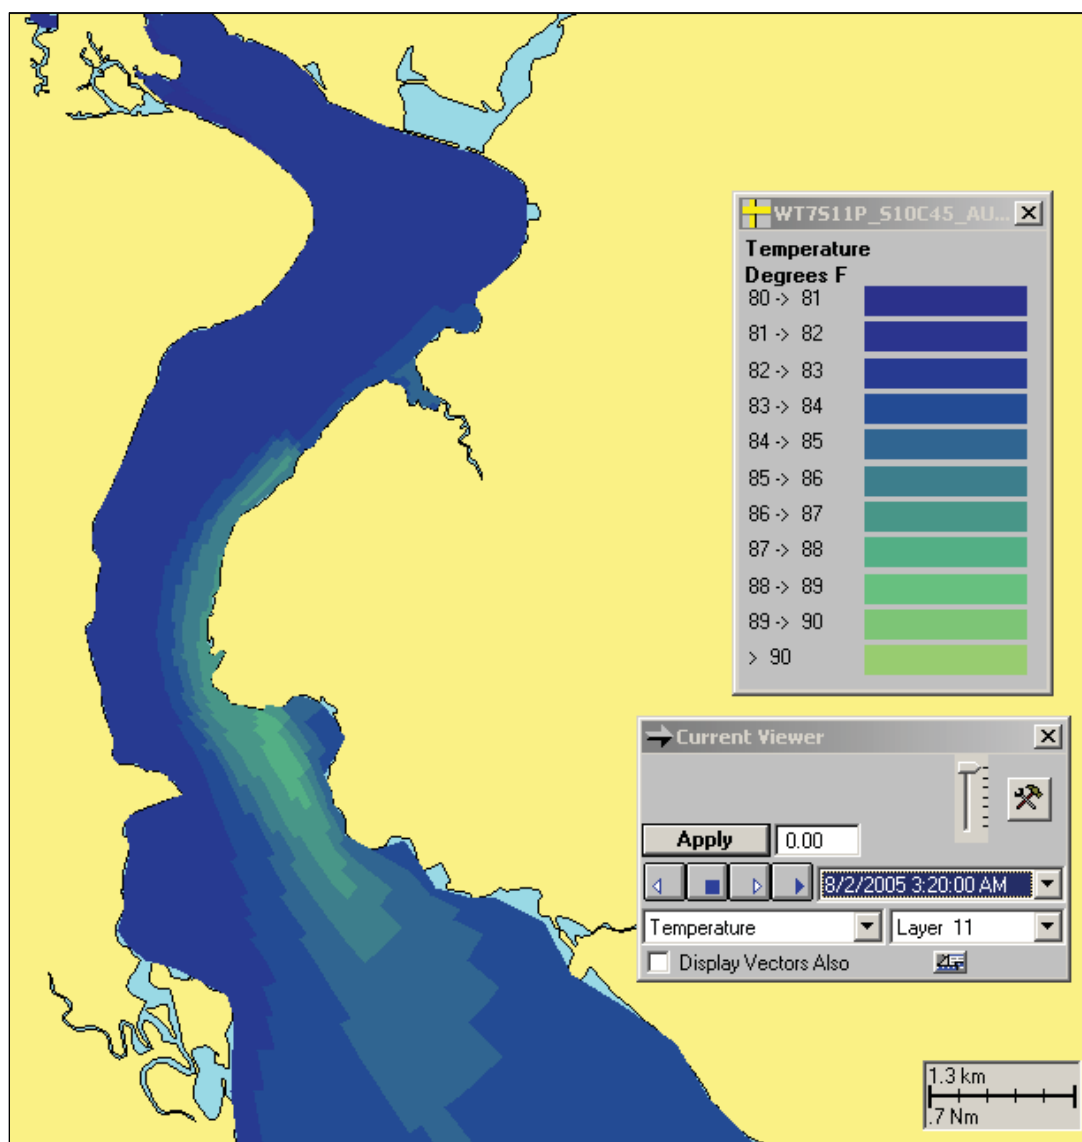 WT7S11P_S10C45_AU...
Temperature
Degrees F
80 -> 81
81 -> 82
82 -> 83
83 -> 84
84 -> 85
85 -> 86
86 -> 87
87 -> 88
88 -> 89
89 -> 90
> 90
Current Viewer
Apply 0.00
8/2/2005 3:20:00 AM
Temperature Layer 11
Display Vectors Also
1.3 km
.7 Nm